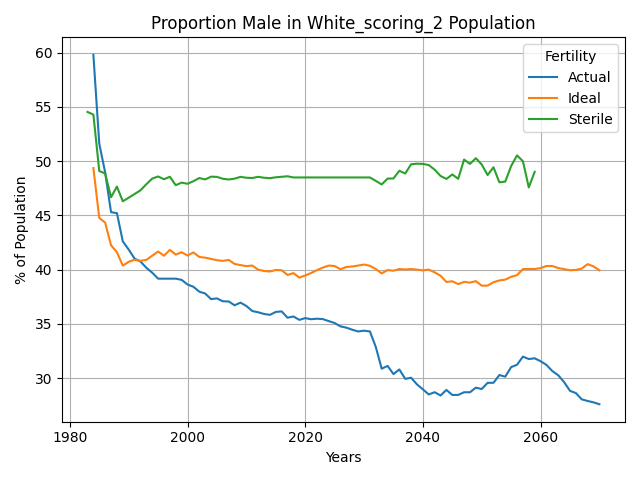 Proportion Male in White_scoring_2 Population
Fertility
Actual
Ideal
Sterile
60
55
50
45
40
35
30
% of Population
1980
2000
2020
2040
2060
Years